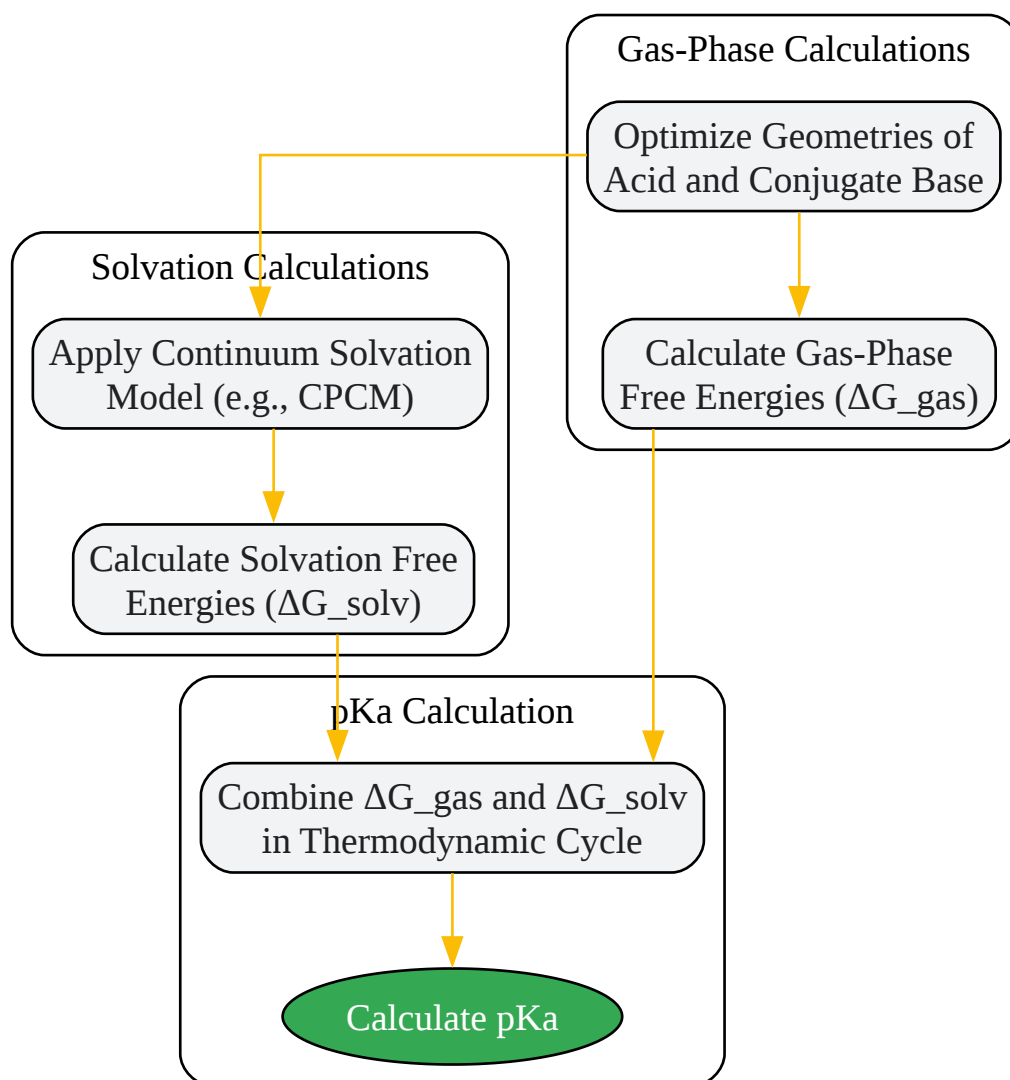 Gas-Phase Calculations
Optimize Geometries of
Acid and Conjugate Base
Solvation Calculations
Apply Continuum Solvation
Model (e.g., CPCM)
Calculate Gas-Phase
Free Energies (ΔG_gas)
Calculate Solvation Free
Energies (ΔG_solv)
pKa Calculation
Combine ΔG_gas and ΔG_solv
in Thermodynamic Cycle
Calculate pKa